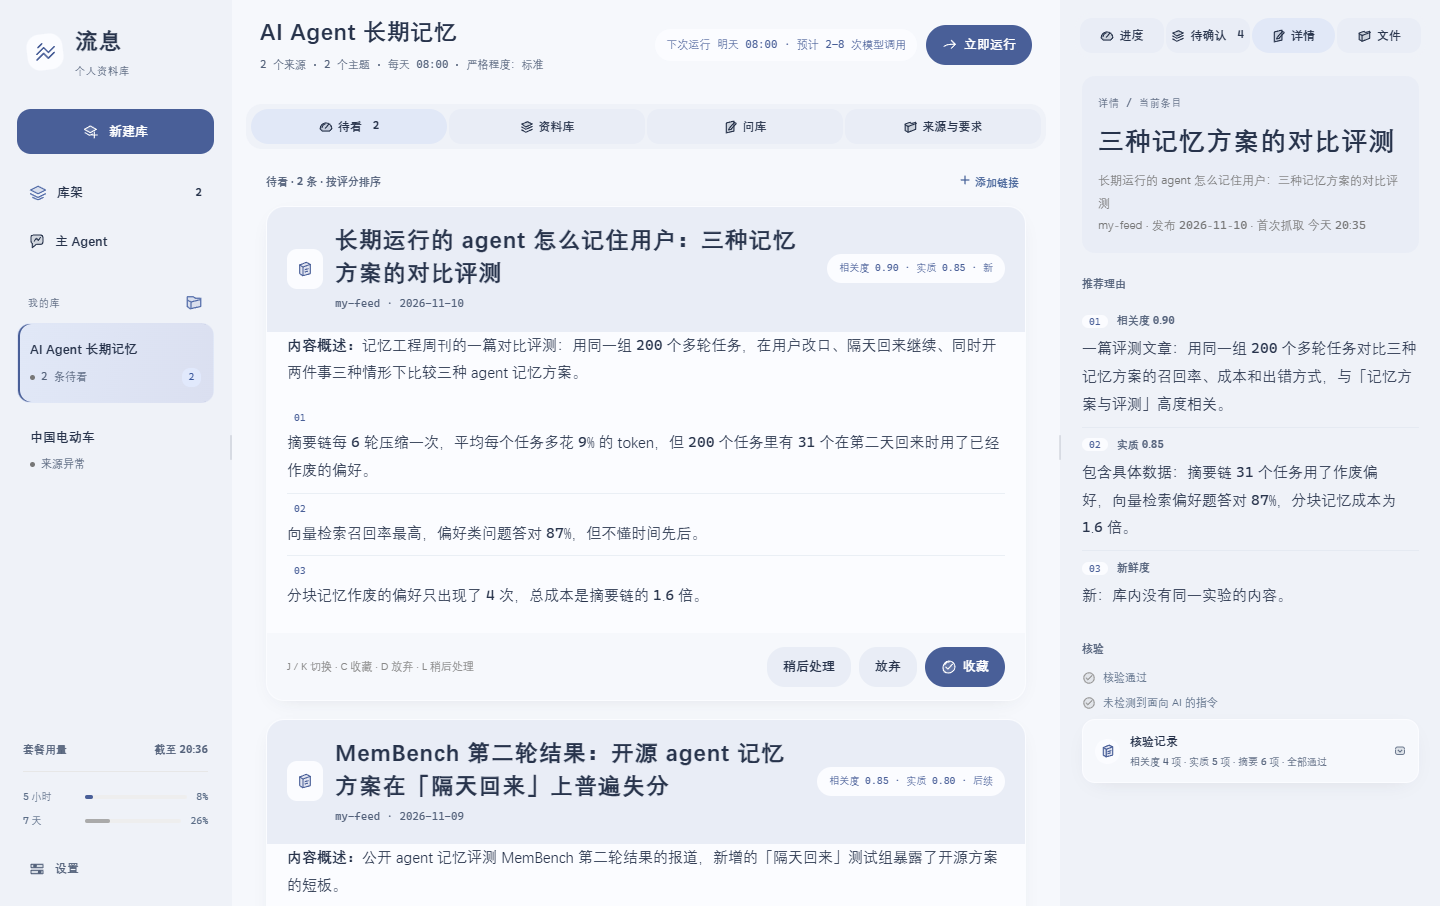 流息
个人资料库
新建库
库架 2
主 Agent
我的库
AI Agent 长期记忆
2 条待看 2
中国电动车
来源异常
套餐用量 截至 20:36
5 小时 8%
7 天 26%
设置
AI Agent 长期记忆
2 个来源 · 2 个主题 · 每天 08:00 · 严格程度: 标准
下次运行 明天 08:00 · 预计 2–8 次模型调用
立即运行
待看 2
资料库
问库
来源与要求
待看 · 2 条 · 按评分排序
添加链接
长期运行的 agent 怎么记住用户：三种记忆
方案的对比评测
my-feed · 2026-11-10
相关度 0.90 · 实质 0.85 · 新
内容概述：记忆工程周刊的一篇对比评测：用同一组 200 个多轮任务，在用户改口、隔天回来继续、同时开
两件事三种情形下比较三种 agent 记忆方案。
01
摘要链每 6 轮压缩一次，平均每个任务多花 9% 的 token，但 200 个任务里有 31 个在第二天回来时用了已经
作废的偏好。
02
向量检索召回率最高，偏好类问题答对 87%，但不懂时间先后。
03
分块记忆作废的偏好只出现了 4 次，总成本是摘要链的 1.6 倍。
J / K 切换 · C 收藏 · D 放弃 · L 稍后处理
稍后处理
放弃
收藏
MemBench 第二轮结果：开源 agent 记忆
方案在「隔天回来」上普遍失分
my-feed · 2026-11-09
相关度 0.85 · 实质 0.80 · 后续
内容概述：公开 agent 记忆评测 MemBench 第二轮结果的报道，新增的「隔天回来」测试组暴露了开源方案
的短板。
进度
待确认 4
详情
文件
详情 / 当前条目
三种记忆方案的对比评测
长期运行的 agent 怎么记住用户：三种记忆方案的对比评
测
my-feed · 发布 2026-11-10 · 首次抓取 今天 20:35
推荐理由
01 相关度 0.90
一篇评测文章：用同一组 200 个多轮任务对比三种
记忆方案的召回率、成本和出错方式，与「记忆方
案与评测」高度相关。
02 实质 0.85
包含具体数据：摘要链 31 个任务用了作废偏
好，向量检索偏好题答对 87%，分块记忆成本为
1.6 倍。
03 新鲜度
新：库内没有同一实验的内容。
核验
核验通过
未检测到面向 AI 的指令
核验记录
相关度 4 项 · 实质 5 项 · 摘要 6 项 · 全部通过